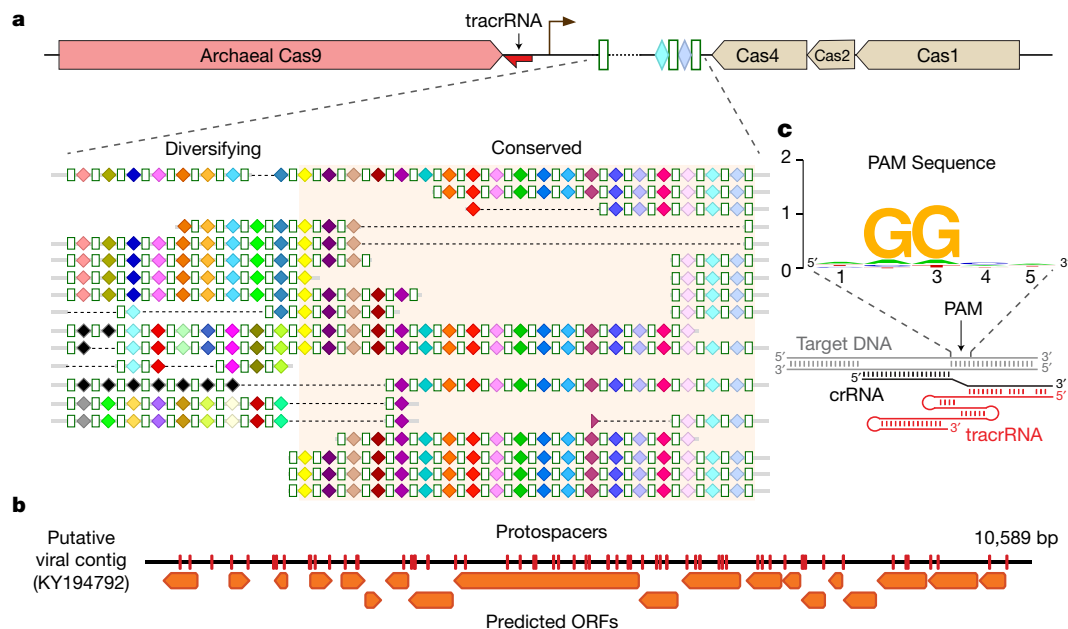 a
tracrRNA
Archaeal Cas9
Cas4
Cas2
Cas1
Diversifying
Conserved
c
PAM Sequence
2
1
0
GG
5′
1
2
3
4
5
3
PAM
Target DNA
5′
3′
3′
5′
5′
3′
crRNA
5′
tracrRNA
3′
b
Putative
viral contig
(KY194792)
Protospacers
10,589 bp
Predicted ORFs